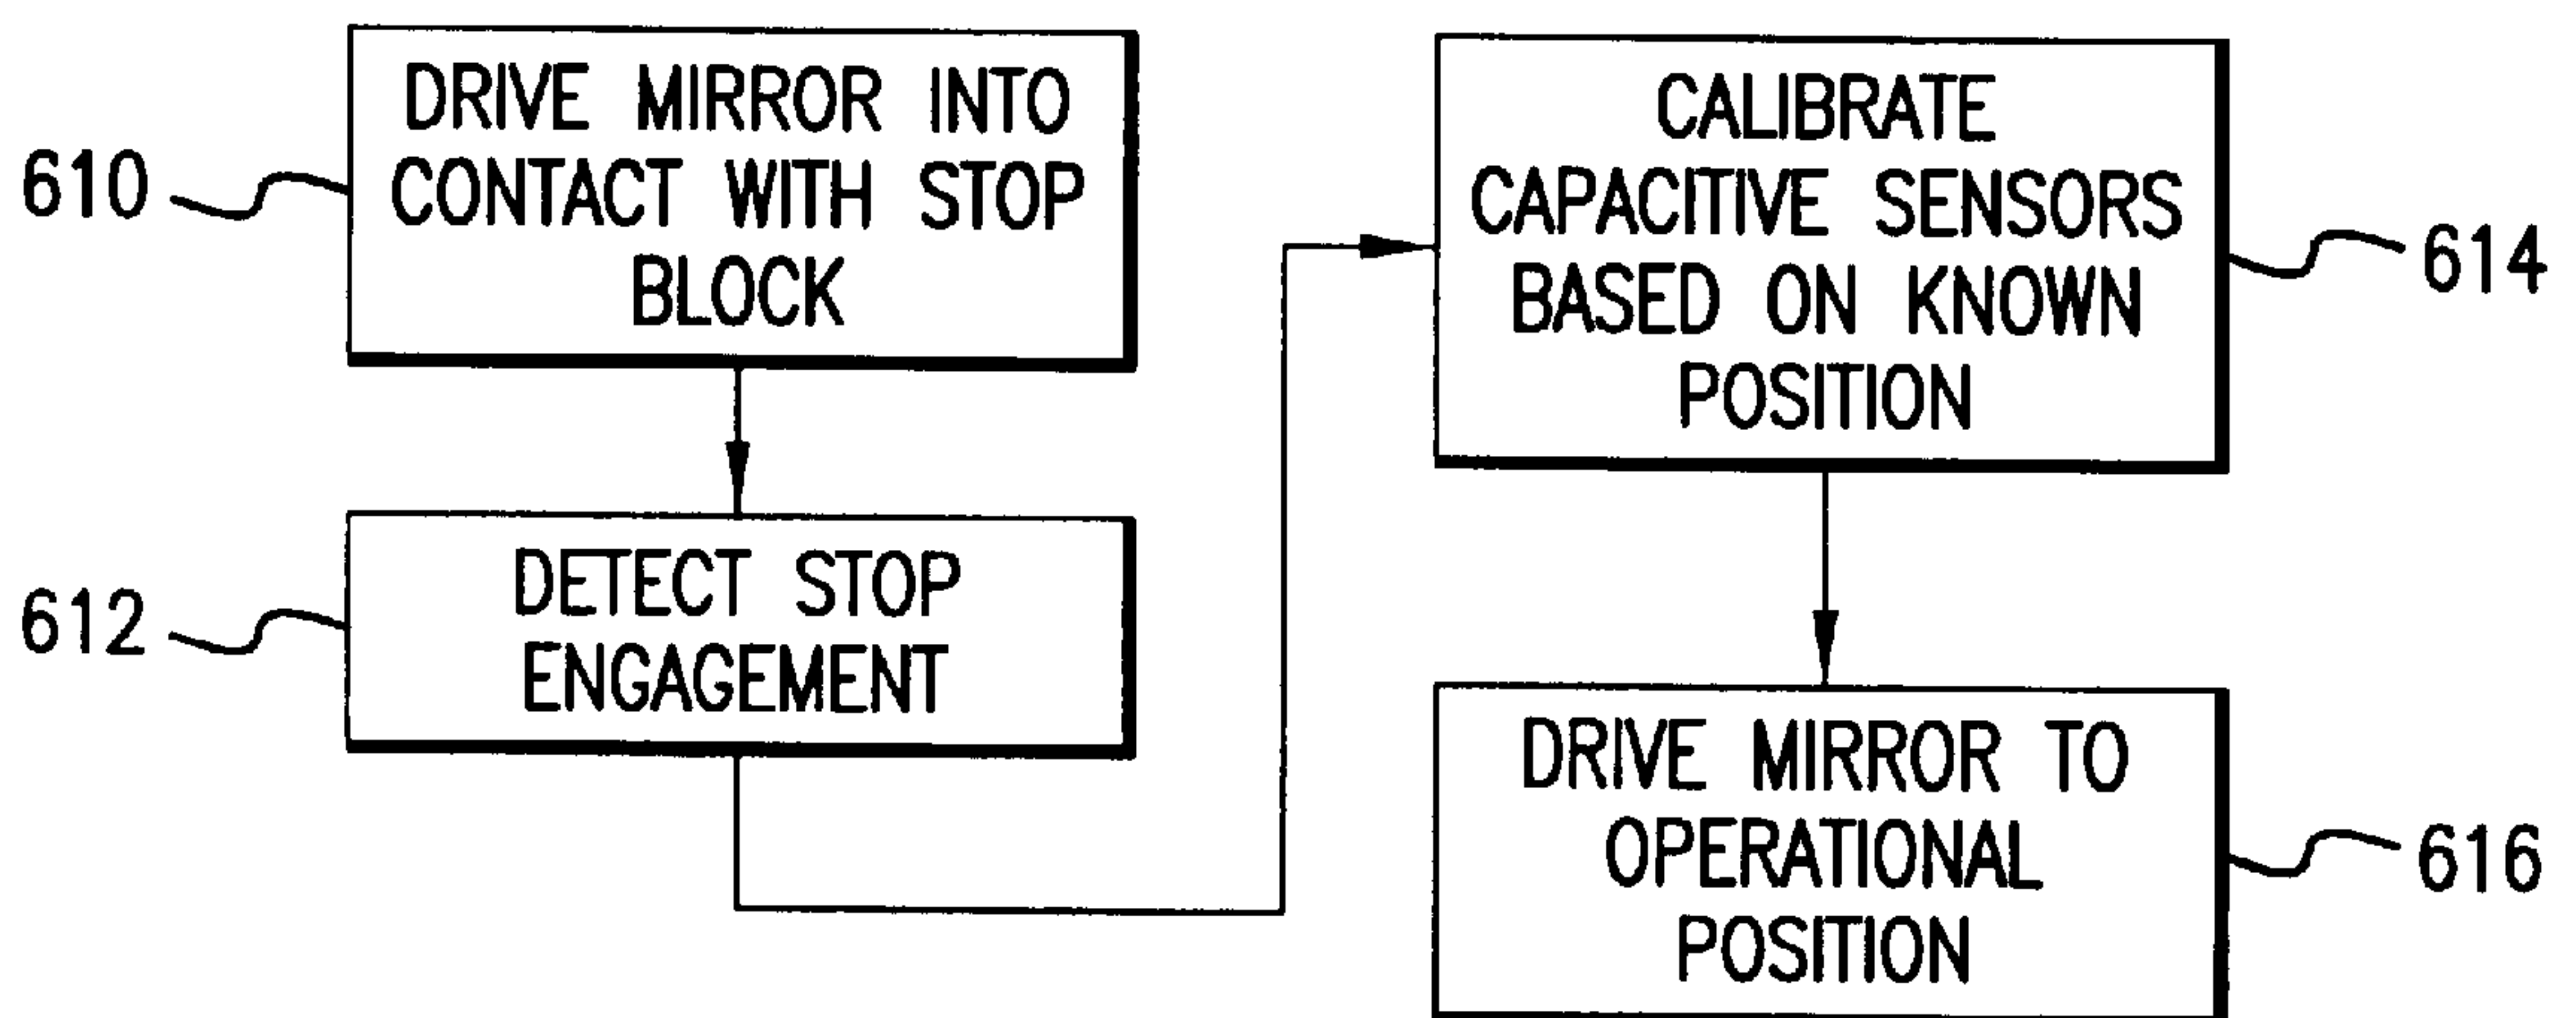 610
DRIVE MIRROR INTO
CONTACT WITH STOP
BLOCK
612
DETECT STOP
ENGAGEMENT
CALIBRATE
CAPACITIVE SENSORS
BASED ON KNOWN
POSITION
614
DRIVE MIRROR TO
OPERATIONAL
POSITION
616